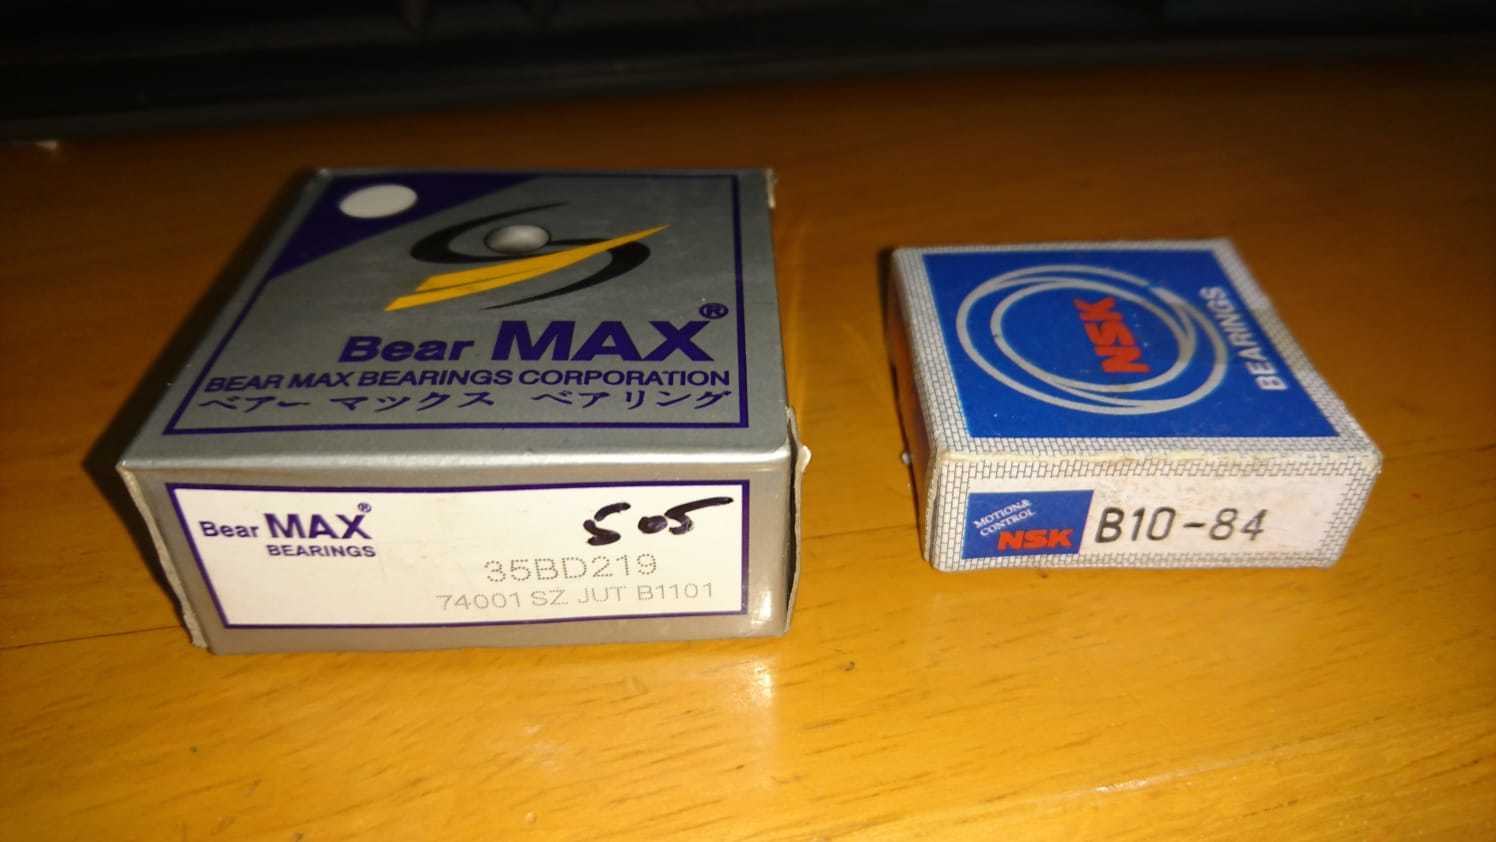 Bear MAX®
BEAR MAX BEARINGS CORPORATION
ベアー マックス ベアリング
Bear MAX®
BEARINGS
505
35BD219
74001 SZ JUT B1101
NSK
BEARINGS
MOTION&
CONTROL
NSK
B10-84